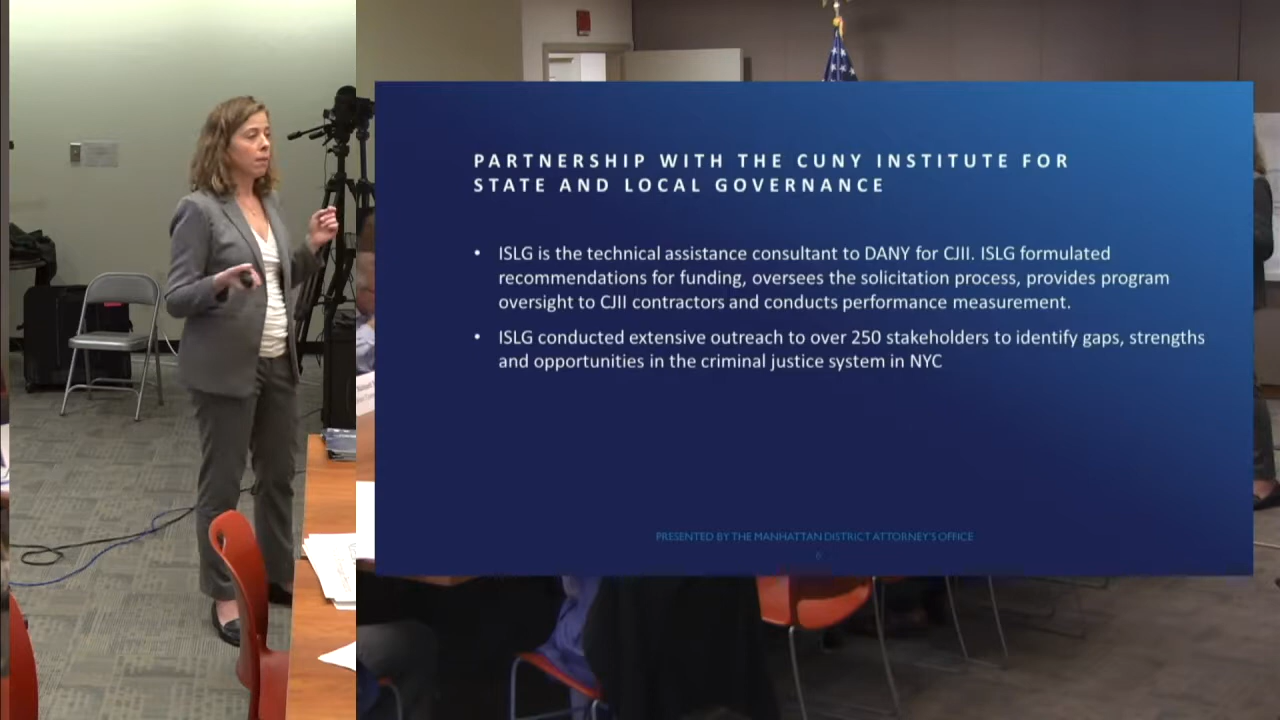 PARTNERSHIP WITH THE CUNY INSTITUTE FOR
STATE AND LOCAL GOVERNANCE
• ISLG is the technical assistance consultant to DANY for CJII. ISLG formulated
recommendations for funding, oversees the solicitation process, provides program
oversight to CJII contractors and conducts performance measurement.
• ISLG conducted extensive outreach to over 250 stakeholders to identify gaps, strengths
and opportunities in the criminal justice system in NYC
PRESENTED BY THE MANHATTAN DISTRICT ATTORNEY'S OFFICE